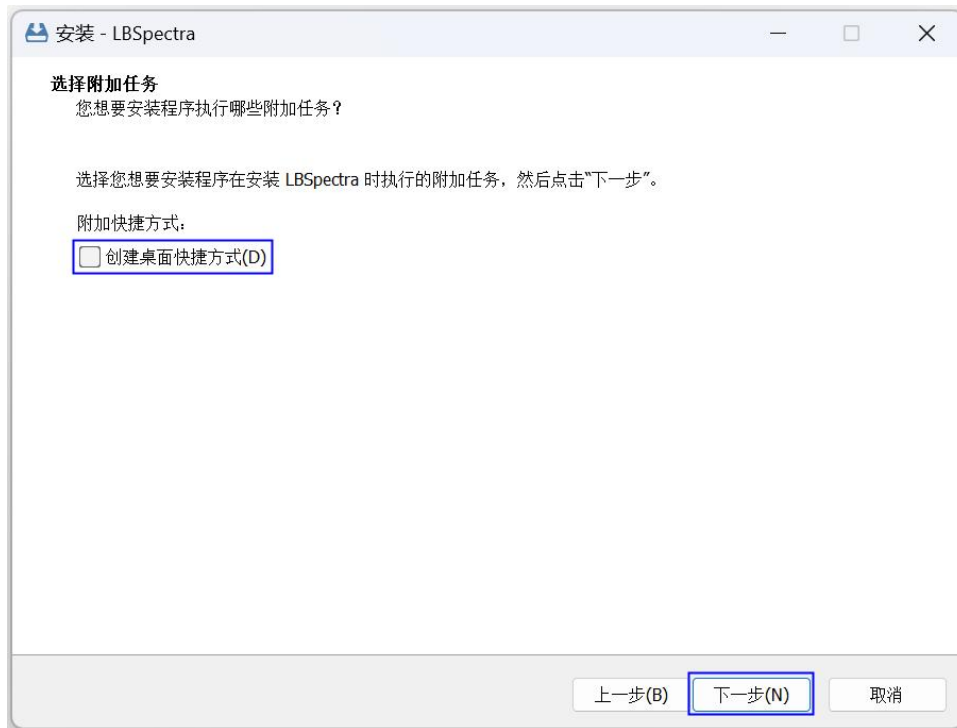 安装 - LBSpectra
选择附加任务
您想要安装程序执行哪些附加任务？
选择您想要安装程序在安装 LBSpectra 时执行的附加任务，然后点击“下一步”。
附加快捷方式：
创建桌面快捷方式(D)
上一步(B) 下一步(N) 取消